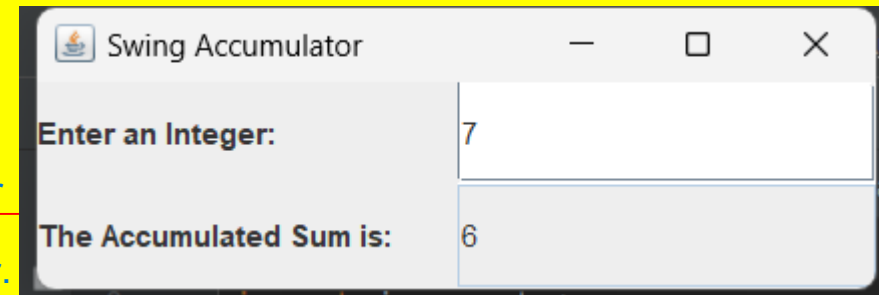 Swing Accumulator
Enter an Integer:
7
The Accumulated Sum is:
6